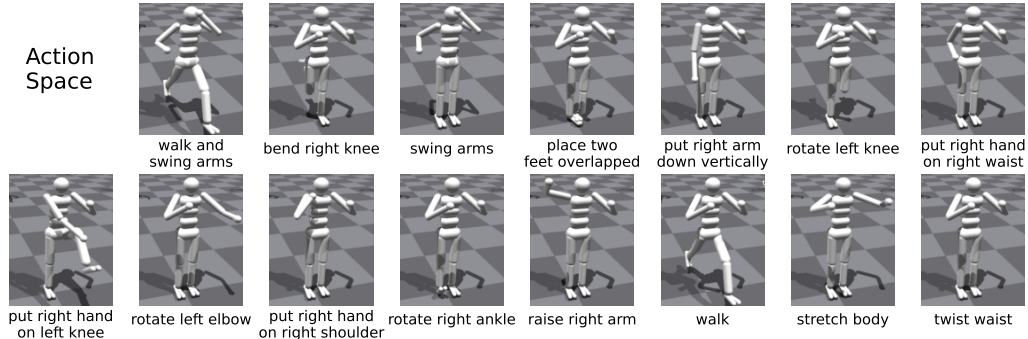 Action
Space
walk and
swing arms
bend right knee
swing arms
place two
feet overlapped
put right arm
down vertically
rotate left knee
put right hand
on right waist
put right hand
on left knee
rotate left elbow
put right hand
on right shoulder
rotate right ankle
raise right arm
walk
stretch body
twist waist